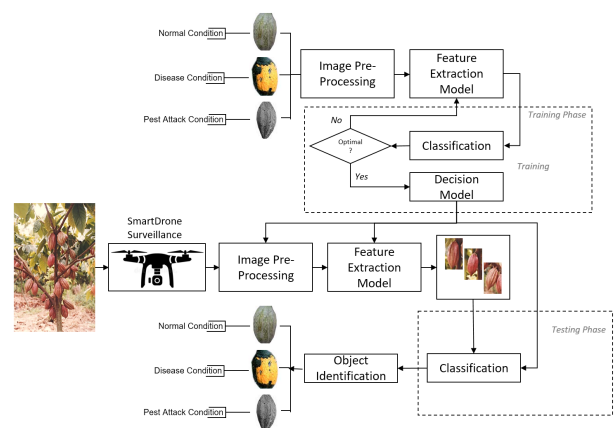 Normal Condition
Disease Condition
Pest Attack Condition
Image Pre-
Processing
Feature
Extraction
Model
Training Phase
No
Optimal
?
Classification
Training
Yes
Decision
Model
SmartDrone
Surveillance
Image Pre-
Processing
Feature
Extraction
Model
Normal Condition
Disease Condition
Pest Attack Condition
Object
Identification
Classification
Testing Phase